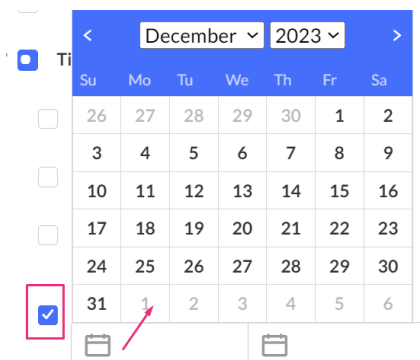 December 2023
Ti
Su Mo Tu We Th Fr Sa
26 27 28 29 30 1 2
3 4 5 6 7 8 9
10 11 12 13 14 15 16
17 18 19 20 21 22 23
24 25 26 27 28 29 30
31 1 2 3 4 5 6